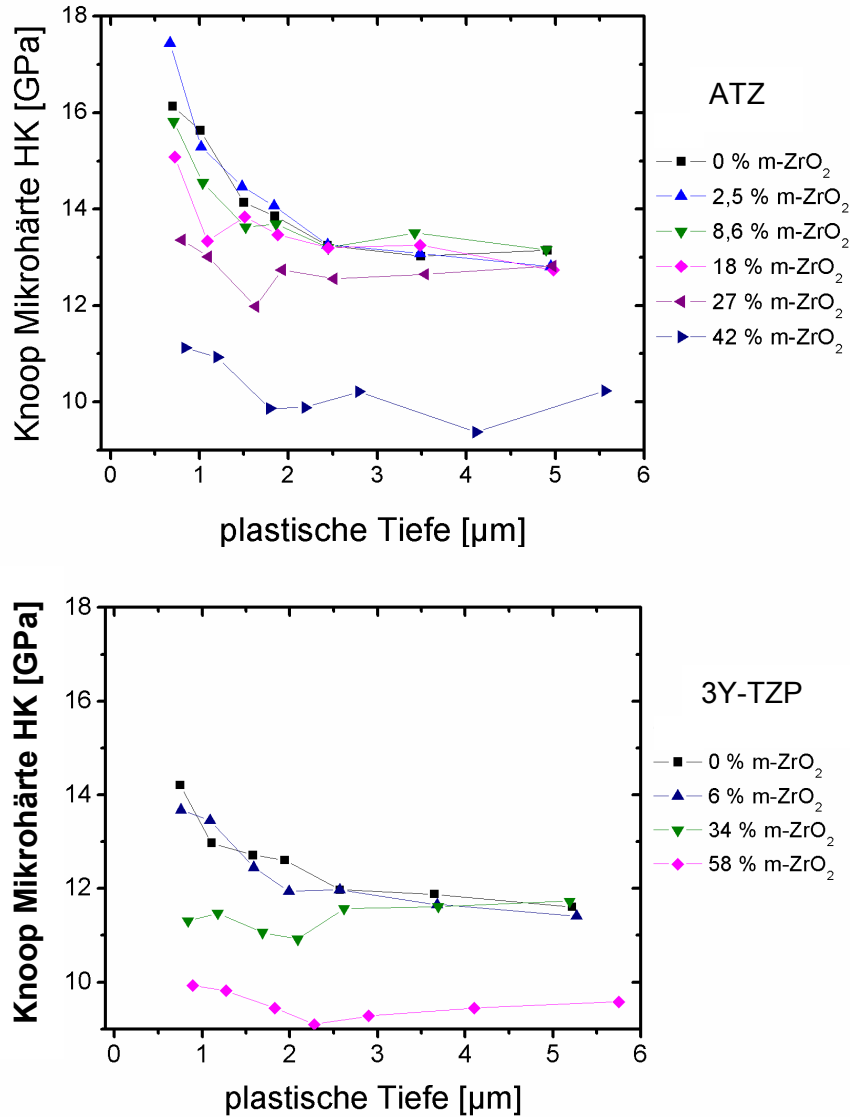 Knoop Mikrohärte HK [GPa]
18
16
14
12
10
0 1 2 3 4 5 6
plastische Tiefe [µm]
ATZ
0 % m-ZrO₂
2,5 % m-ZrO₂
8,6 % m-ZrO₂
18 % m-ZrO₂
27 % m-ZrO₂
42 % m-ZrO₂
Knoop Mikrohärte HK [GPa]
18
16
14
12
10
0 1 2 3 4 5 6
plastische Tiefe [µm]
3Y-TZP
0 % m-ZrO₂
6 % m-ZrO₂
34 % m-ZrO₂
58 % m-ZrO₂